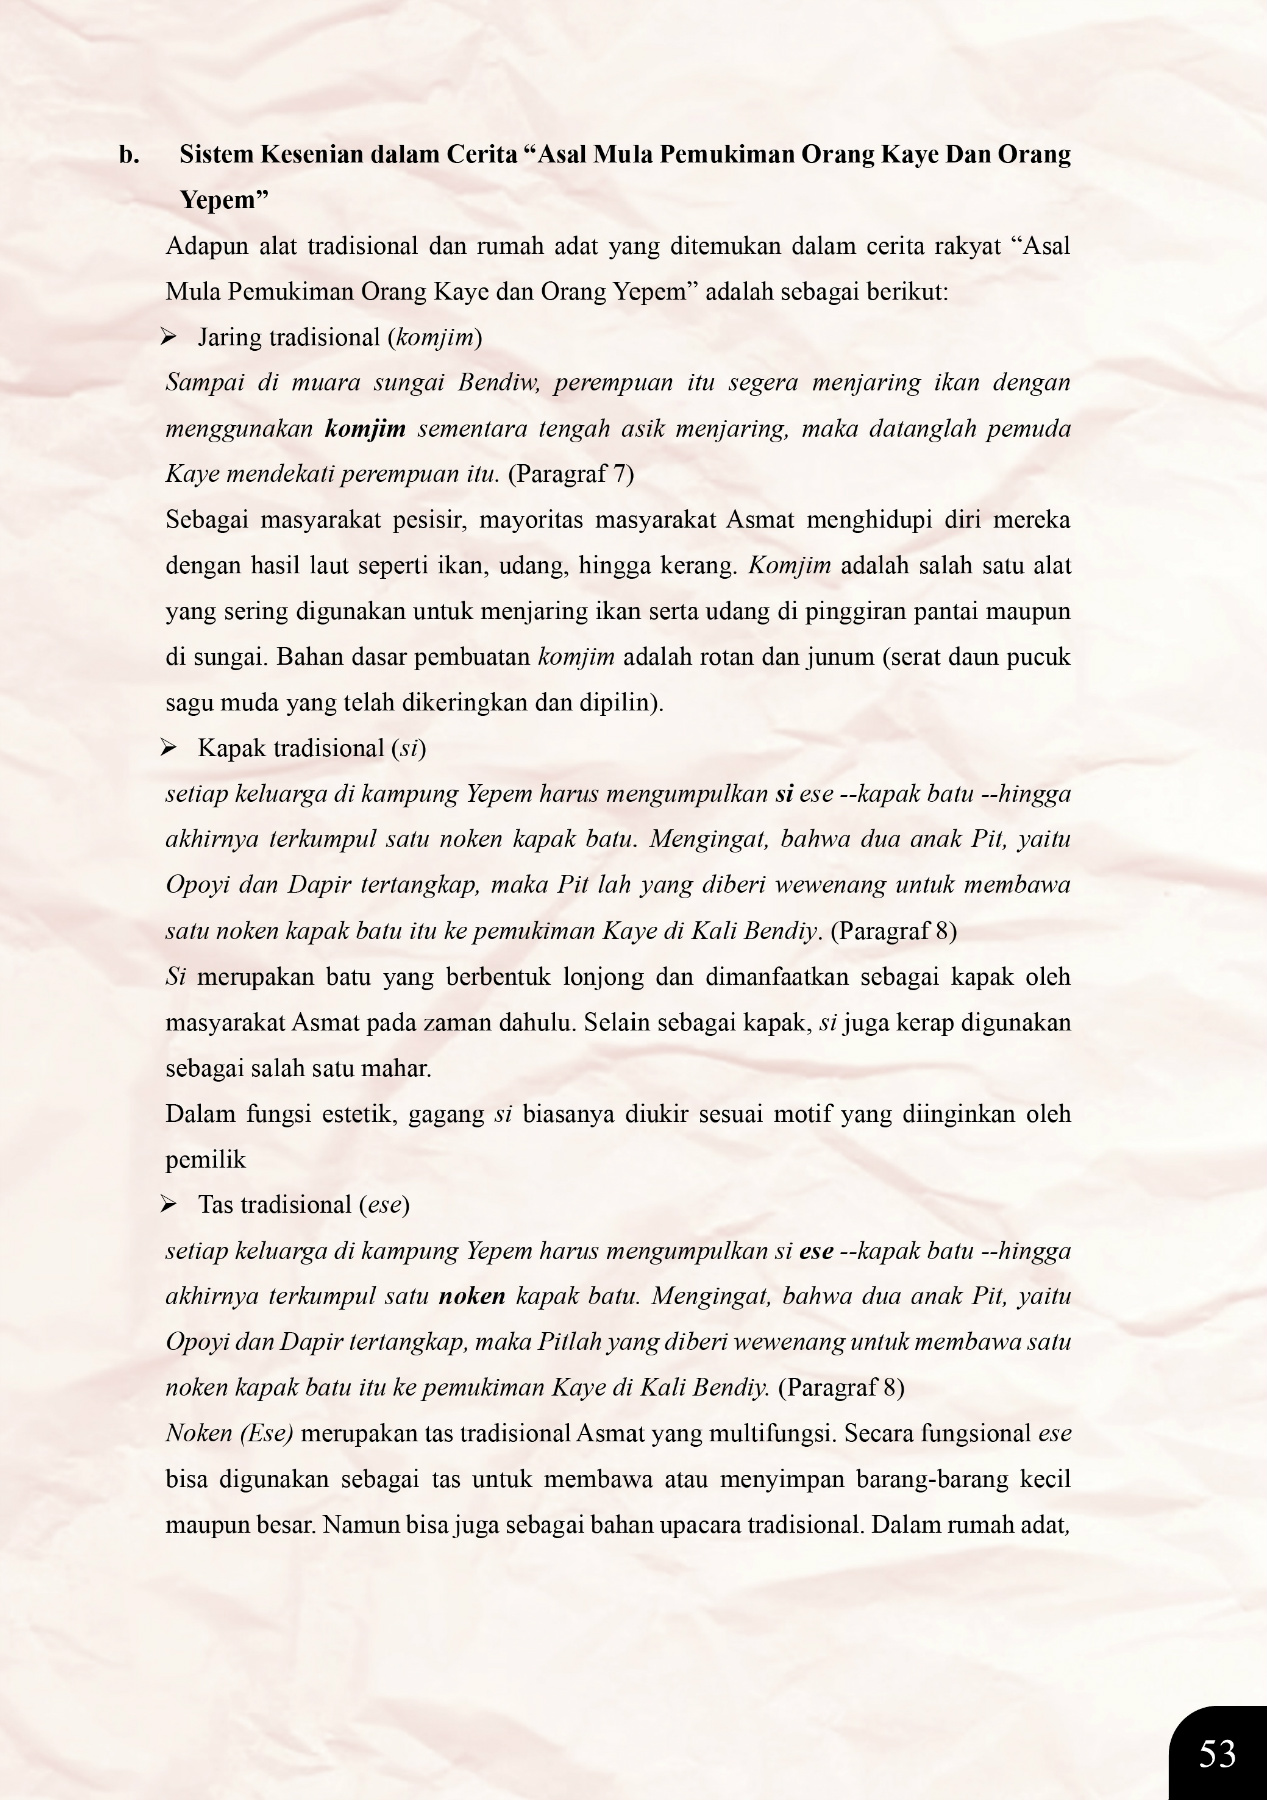 b. Sistem Kesenian dalam Cerita “Asal Mula Pemukiman Orang Kaye Dan Orang
Yepem”
Adapun alat tradisional dan rumah adat yang ditemukan dalam cerita rakyat “Asal
Mula Pemukiman Orang Kaye dan Orang Yepem” adalah sebagai berikut:
➢ Jaring tradisional (komjim)
Sampai di muara sungai Bendiw, perempuan itu segera menjaring ikan dengan
menggunakan komjim sementara tengah asik menjaring, maka datanglah pemuda
Kaye mendekati perempuan itu. (Paragraf 7)
Sebagai masyarakat pesisir, mayoritas masyarakat Asmat menghidupi diri mereka
dengan hasil laut seperti ikan, udang, hingga kerang. Komjim adalah salah satu alat
yang sering digunakan untuk menjaring ikan serta udang di pinggiran pantai maupun
di sungai. Bahan dasar pembuatan komjim adalah rotan dan junum (serat daun pucuk
sagu muda yang telah dikeringkan dan dipilin).
➢ Kapak tradisional (si)
setiap keluarga di kampung Yepem harus mengumpulkan si ese --kapak batu --hingga
akhirnya terkumpul satu noken kapak batu. Mengingat, bahwa dua anak Pit, yaitu
Opoyi dan Dapir tertangkap, maka Pit lah yang diberi wewenang untuk membawa
satu noken kapak batu itu ke pemukiman Kaye di Kali Bendiy. (Paragraf 8)
Si merupakan batu yang berbentuk lonjong dan dimanfaatkan sebagai kapak oleh
masyarakat Asmat pada zaman dahulu. Selain sebagai kapak, si juga kerap digunakan
sebagai salah satu mahar.
Dalam fungsi estetik, gagang si biasanya diukir sesuai motif yang diinginkan oleh
pemilik
➢ Tas tradisional (ese)
setiap keluarga di kampung Yepem harus mengumpulkan si ese --kapak batu --hingga
akhirnya terkumpul satu noken kapak batu. Mengingat, bahwa dua anak Pit, yaitu
Opoyi dan Dapir tertangkap, maka Pitlah yang diberi wewenang untuk membawa satu
noken kapak batu itu ke pemukiman Kaye di Kali Bendiy. (Paragraf 8)
Noken (Ese) merupakan tas tradisional Asmat yang multifungsi. Secara fungsional ese
bisa digunakan sebagai tas untuk membawa atau menyimpan barang-barang kecil
maupun besar. Namun bisa juga sebagai bahan upacara tradisional. Dalam rumah adat,
53